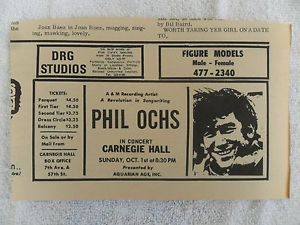 Joan Baez is Joan Baez, mugging, sing-
ing, mawking, lovely.
by Bil Baird.
WORTH TAKING YER GIRL ON A DATE
TO,
DRG
STUDIOS
FIGURE MODELS
Male - Female
477-2340
TICKETS:
Parquet $4.50
First Tier $4.50
Second Tier $3.75
Dress Circle $3.25
Balcony $2.50
On Sale or by
Mail From
CARNEGIE HALL
BOX OFFICE
7th Ave. &
57th St.
A & M Recording Artist
A Revolution in Songwriting
PHIL OCHS
IN CONCERT
CARNEGIE HALL
SUNDAY, OCT. 1st at 8:30 PM
Presented by
AQUARIAN AGE, INC.